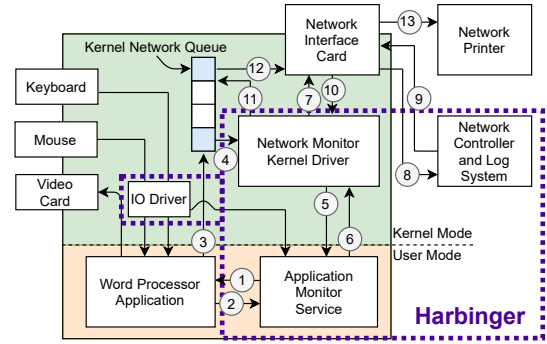 Kernel Network Queue
Network
Interface
Card
13
Network
Printer
12
Keyboard
7
10
11
9
Mouse
4
Network Monitor
Kernel Driver
8
Network
Controller
and Log
System
Video
Card
IO Driver
3
5
6
Kernel Mode
User Mode
Word Processor
Application
1
2
Application
Monitor
Service
Harbinger